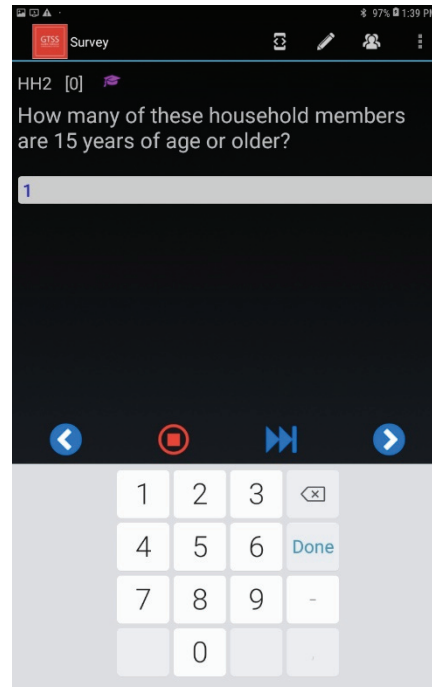 97% 1:39 PM
GTSS Survey
HH2 [0]
How many of these household members
are 15 years of age or older?
1
1 2 3
4 5 6 Done
7 8 9 -
0 .